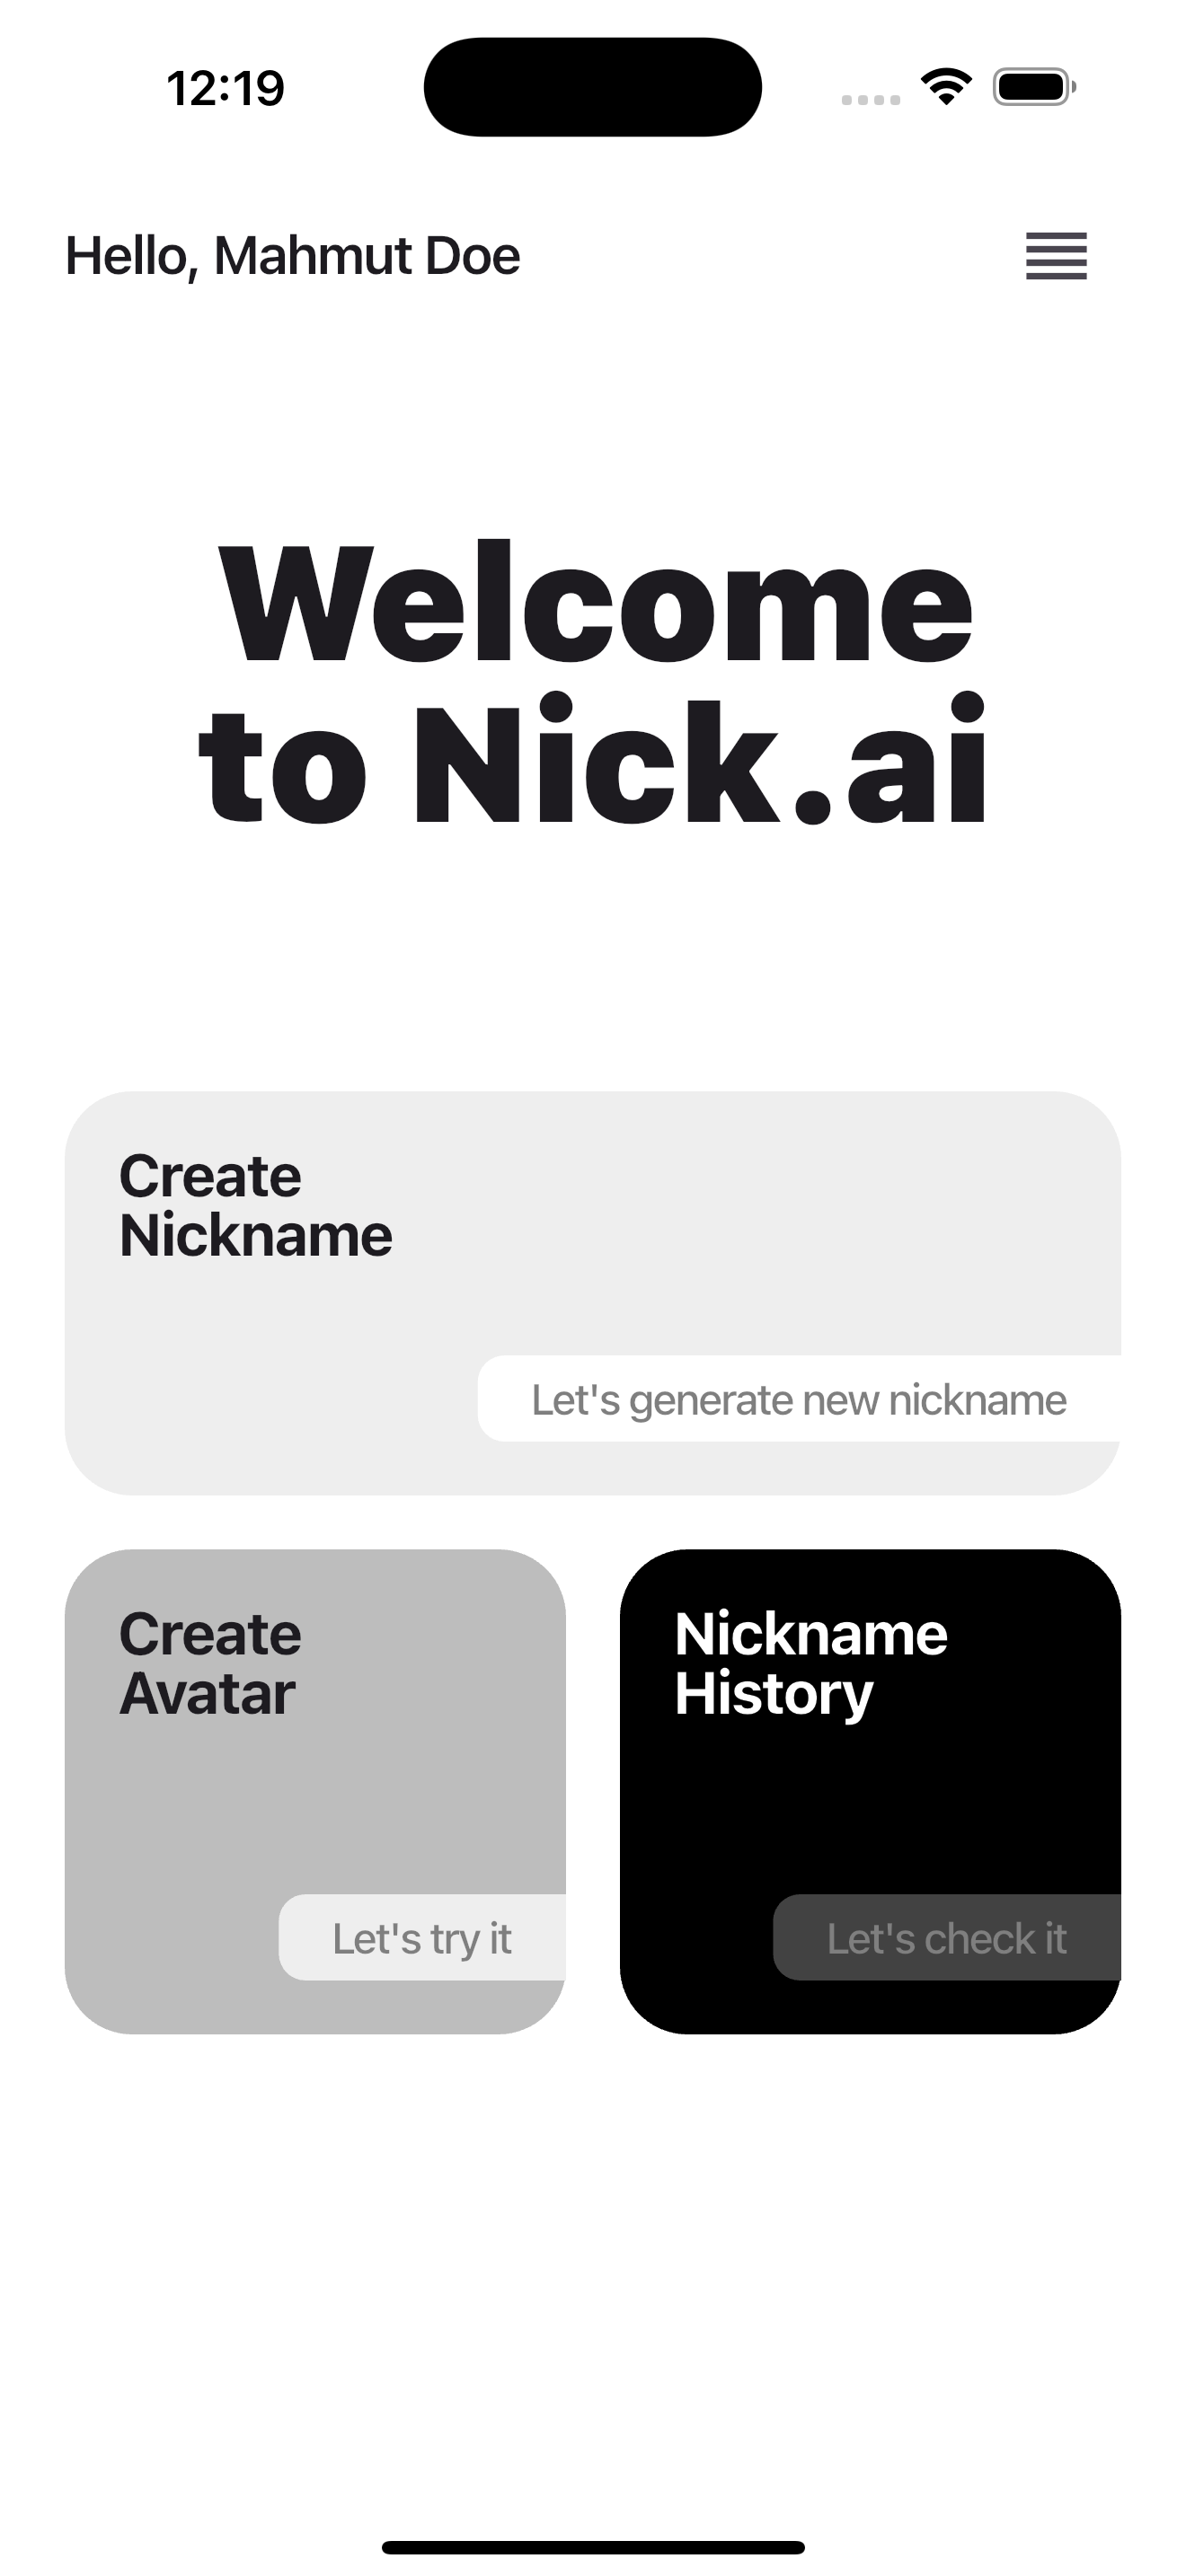 12:19
Hello, Mahmut Doe
Welcome
to Nick.ai
Create
Nickname
Let's generate new nickname
Create
Avatar
Let's try it
Nickname
History
Let's check it